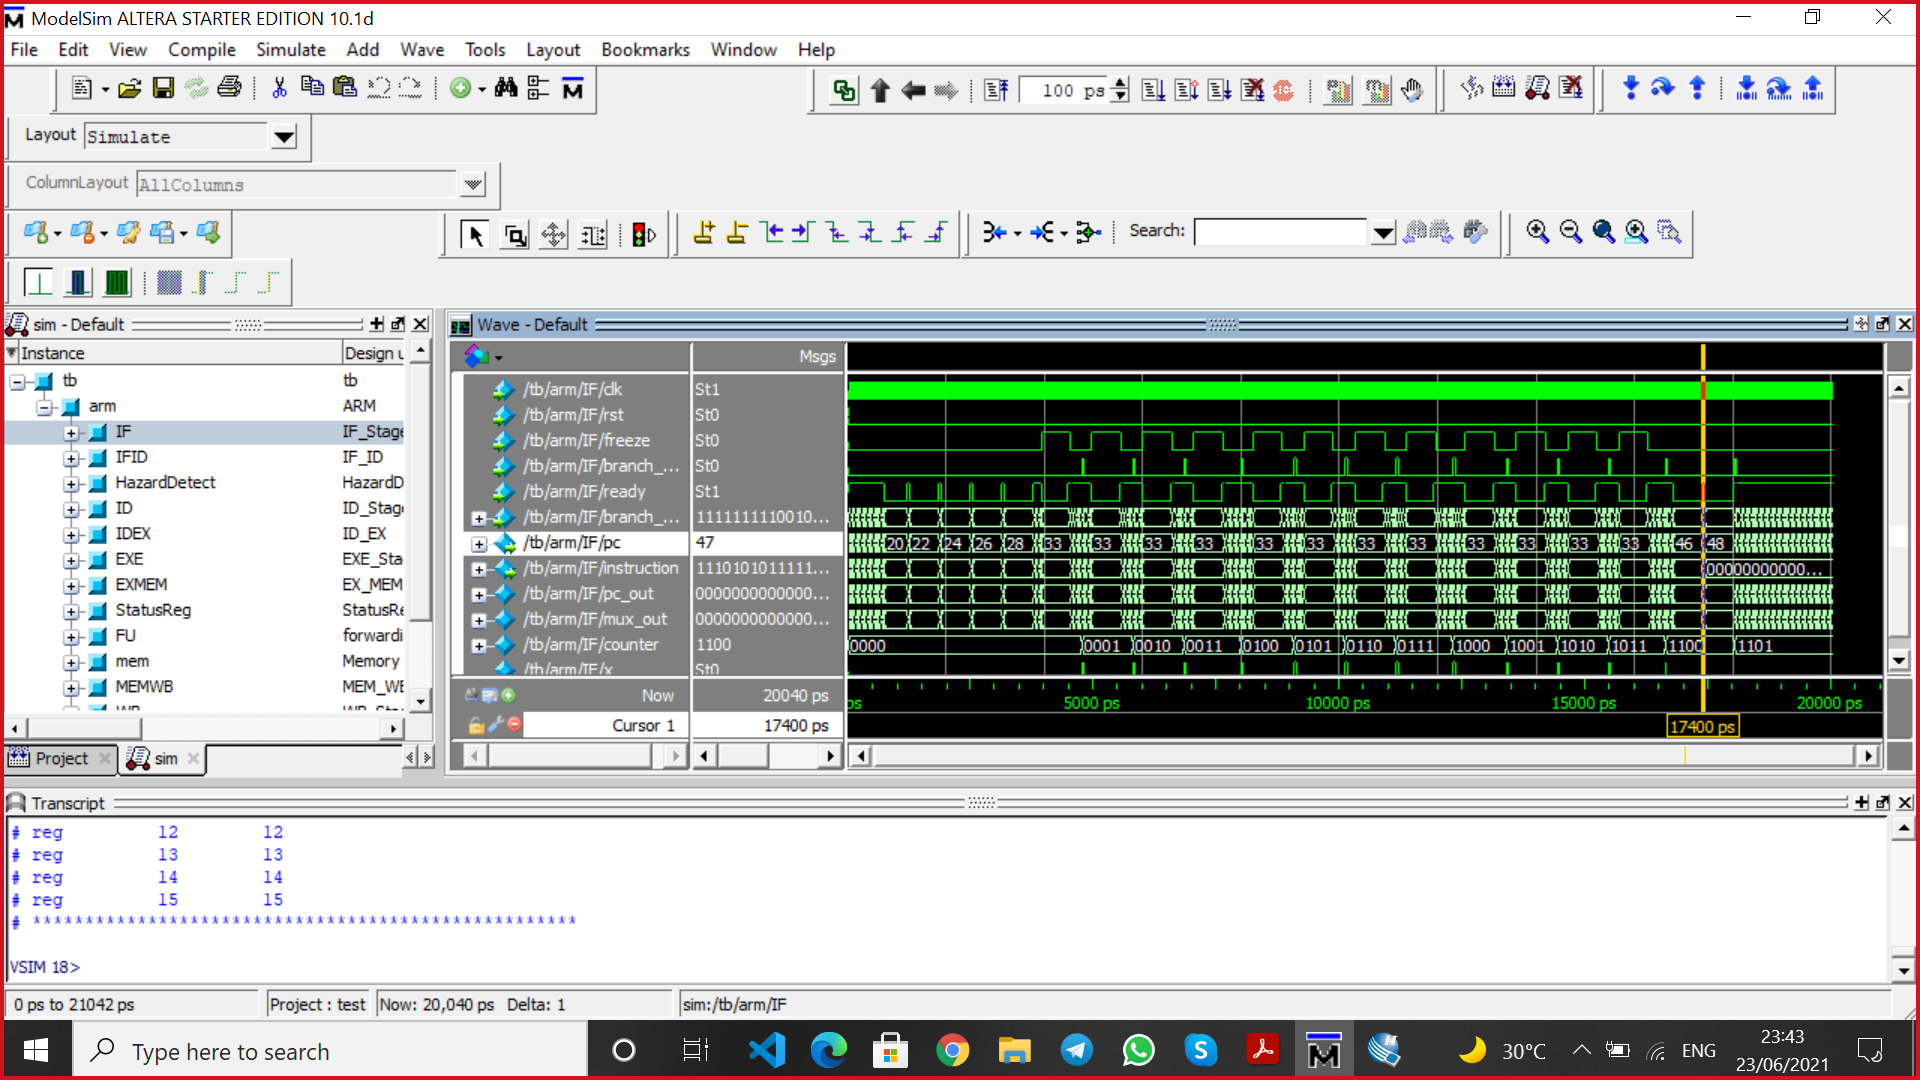 ModelSim ALTERA STARTER EDITION 10.1d
File Edit View Compile Simulate Add Wave Tools Layout Bookmarks Window Help
100 ps
Layout Simulate
ColumnLayout AllColumns
Search:
sim - Default
Instance Design u
tb tb
arm ARM
IF IF_Stage
IFID IF_ID
HazardDetect HazardD
ID ID_Stag
IDEX ID_EX
EXE EXE_Sta
EXMEM EX_MEM
StatusReg StatusRe
FU forwardi
mem Memory
MEMWB MEM_WE
Project sim
Wave - Default
Msgs
/tb/arm/IF/clk St1
/tb/arm/IF/rst St0
/tb/arm/IF/freeze St0
/tb/arm/IF/branch_... St0
/tb/arm/IF/ready St1
/tb/arm/IF/branch_...1111111110010...
/tb/arm/IF/pc 47 20 22 24 26 28 33 33 33 33 33 33 33 33 33 33 33 33 46 48
/tb/arm/IF/instruction 1110101011111... 00000000000...
/tb/arm/IF/pc_out 0000000000000...
/tb/arm/IF/mux_out 0000000000000...
/tb/arm/IF/counter 1100 0000 0001 0010 0011 0100 0101 0110 0111 1000 1001 1010 1011 1100 1101
/tb/arm/IF/x St0
Now 20040 ps ps 5000 ps 10000 ps 15000 ps 20000 ps
Cursor 1 17400 ps 17400 ps
Transcript
# reg 12 12
# reg 13 13
# reg 14 14
# reg 15 15
# ****************************************************
VSIM 18>
0 ps to 21042 ps Project : test Now: 20,040 ps Delta: 1 sim:/tb/arm/IF
Type here to search
30°C ENG
23:43
23/06/2021